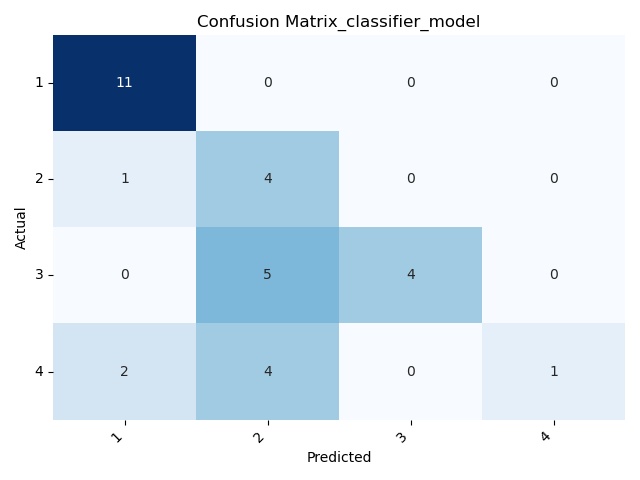 Confusion Matrix_classifier_model
1 11 0 0 0
2 1 4 0 0
Actual
3 0 5 4 0
4 2 4 0 1
1 2 3 4
Predicted